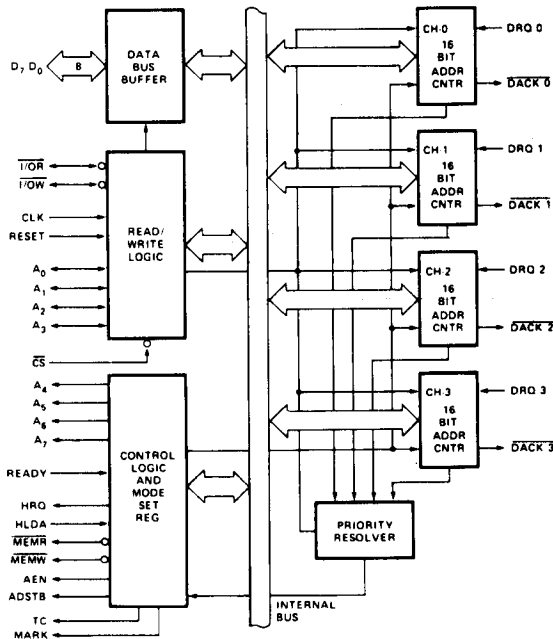 DATA
BUS
BUFFER
D7 D0
8
I/OR
I/OW
CLK
RESET
A0
A1
A2
A3
CS
READ/
WRITE
LOGIC
A4
A5
A6
A7
READY
HRQ
HLDA
MEMR
MEMW
AEN
ADSTB
TC
MARK
CONTROL
LOGIC
AND
MODE
SET
REG
INTERNAL
BUS
CH-0
16
BIT
ADDR
CNTR
DRQ 0
DACK 0
CH-1
16
BIT
ADDR
CNTR
DRQ 1
DACK 1
CH-2
16
BIT
ADDR
CNTR
DRQ 2
DACK 2
CH-3
16
BIT
ADDR
CNTR
DRQ 3
DACK 3
PRIORITY
RESOLVER